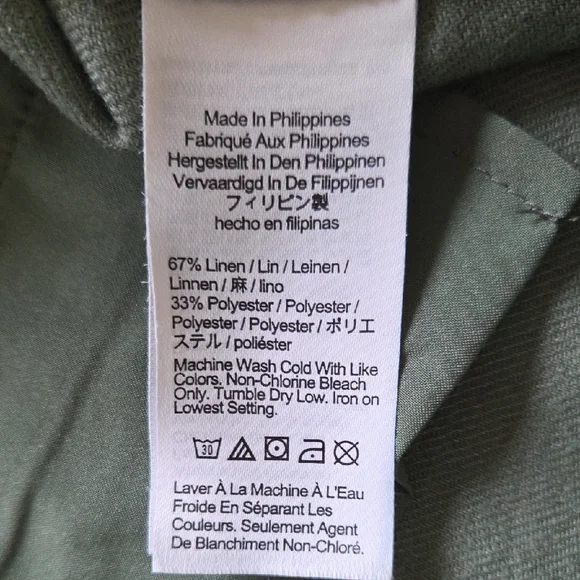 Made In Philippines
Fabriqué Aux Philippines
Hergestellt In Den Philippinen
Vervaardigd In De Filippijnen
フィリピン製
hecho en filipinas
67% Linen / Lin / Leinen /
Linnen / 麻 / lino
33% Polyester / Polyester /
Polyester / Polyester / ポリエ
ステル / poliéster
Machine Wash Cold With Like
Colors. Non-Chlorine Bleach
Only. Tumble Dry Low. Iron on
Lowest Setting.
30
Laver À La Machine À L'Eau
Froide En Séparant Les
Couleurs. Seulement Agent
De Blanchiment Non-Chloré.